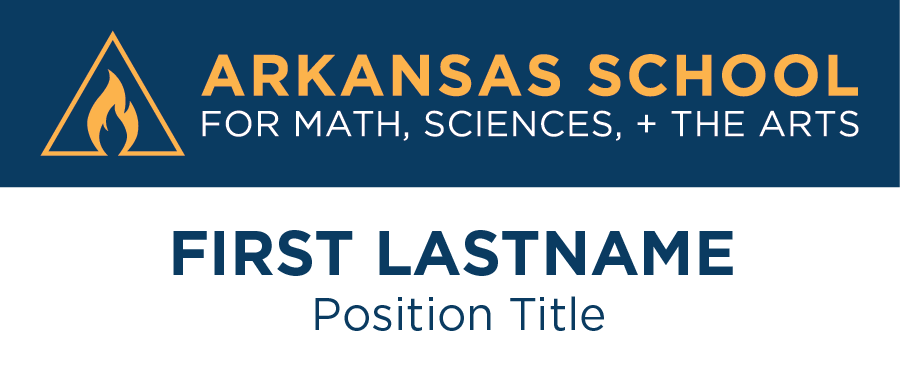 ARKANSAS SCHOOL
FOR MATH, SCIENCES, + THE ARTS
FIRST LASTNAME
Position Title